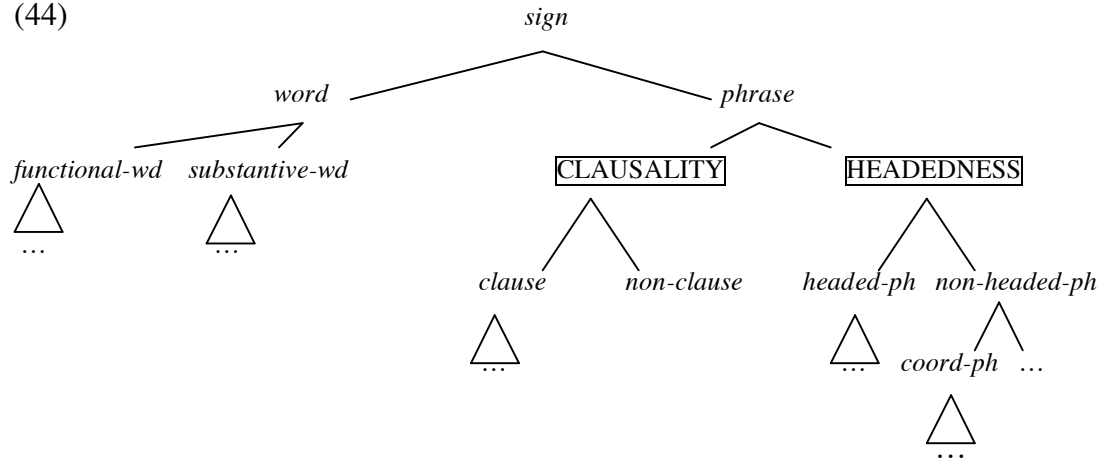 (44) sign
word phrase
functional-wd substantive-wd CLAUSALITY HEADEDNESS
… …
clause non-clause headed-ph non-headed-ph
… … coord-ph …
…